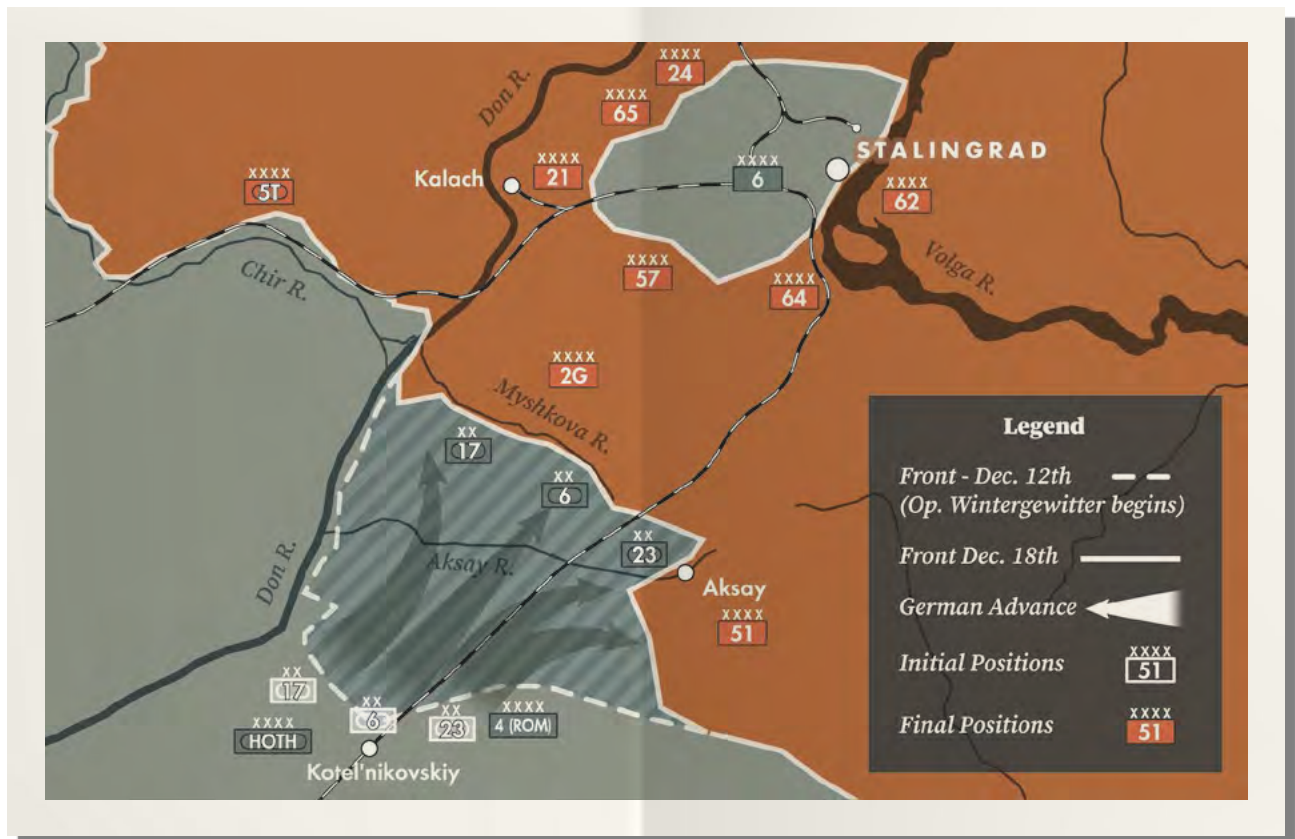 XXXX
24
Don R.
XXXX
65
STALINGRAD
XXXX
5T
Kalach
XXXX
21
XXXX
6
XXXX
62
Chir R.
XXXX
57
XXXX
64
Volga R.
XXXX
2G
Myshkova R.
XX
17
XX
6
XX
23
Aksay R.
Don R.
Aksay
XXXX
51
XX
17
XX
6
XX
23
XXXX
4 (ROM)
XXXX
HOTH
Kotel'nikovskiy
Legend
Front - Dec. 12th
(Op. Wintergewitter begins)
Front Dec. 18th
German Advance
Initial Positions
XXXX
51
Final Positions
XXXX
51